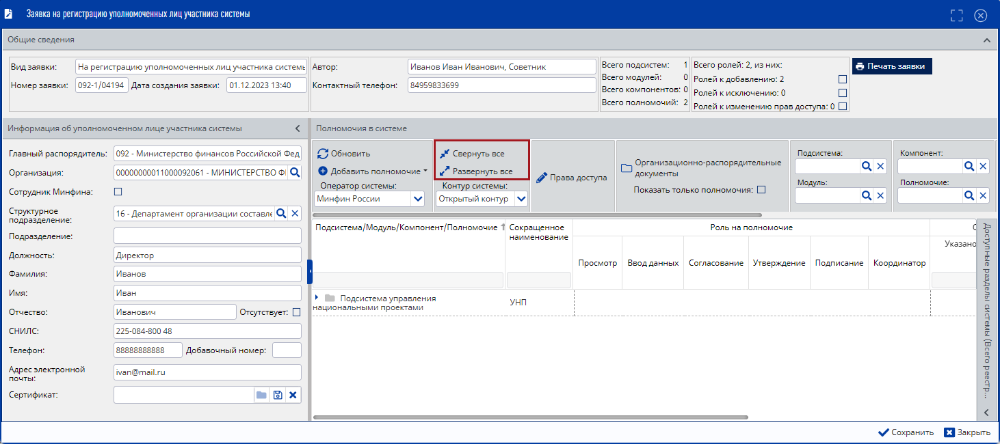 Заявка на регистрацию уполномоченных лиц участника системы
Общие сведения
Вид заявки: На регистрацию уполномоченных лиц участника системы
Номер заявки: 092-1/04194 Дата создания заявки: 01.12.2023 13:40
Автор: Иванов Иван Иванович, Советник
Контактный телефон: 84959833699
Всего подсистем: 1
Всего модулей: 0
Всего компонентов: 0
Всего полномочий: 2
Всего ролей: 2, из них:
Ролей к добавлению: 2
Ролей к исключению: 0
Ролей к изменению прав доступа: 0
Печать заявки
Информация об уполномоченном лице участника системы
Главный распорядитель: 092 - Министерство финансов Российской Фед
Организация: 00000000011000092061 - МИНИСТЕРСТВО Ф
Сотрудник Минфина:
Структурное
подразделение:
16 - Департамент организации составле
Подразделение:
Должность: Директор
Фамилия: Иванов
Имя: Иван
Отчество: Иванович Отсутствует:
СНИЛС: 225-084-800 48
Телефон: 88888888888 Добавочный номер:
Адрес электронной
почты:
ivan@mail.ru
Сертификат:
Полномочия в системе
Обновить
Добавить полномочие
Оператор системы:
Минфин России
Свернуть все
Развернуть все
Контур системы:
Открытый контур
Права доступа
Организационно-распорядительные
документы
Показать только полномочия:
Подсистема:
Модуль:
Компонент:
Полномочие:
Подсистема/Модуль/Компонент/Полномочие
Сокращенное
наименование
Роль на полномочие
Просмотр Ввод данных Согласование Утверждение Подписание Координатор
С
Указано
Подсистема управления
национальными проектами
УНП
Доступные разделы системы (Всего реестр...
Сохранить Закрыть